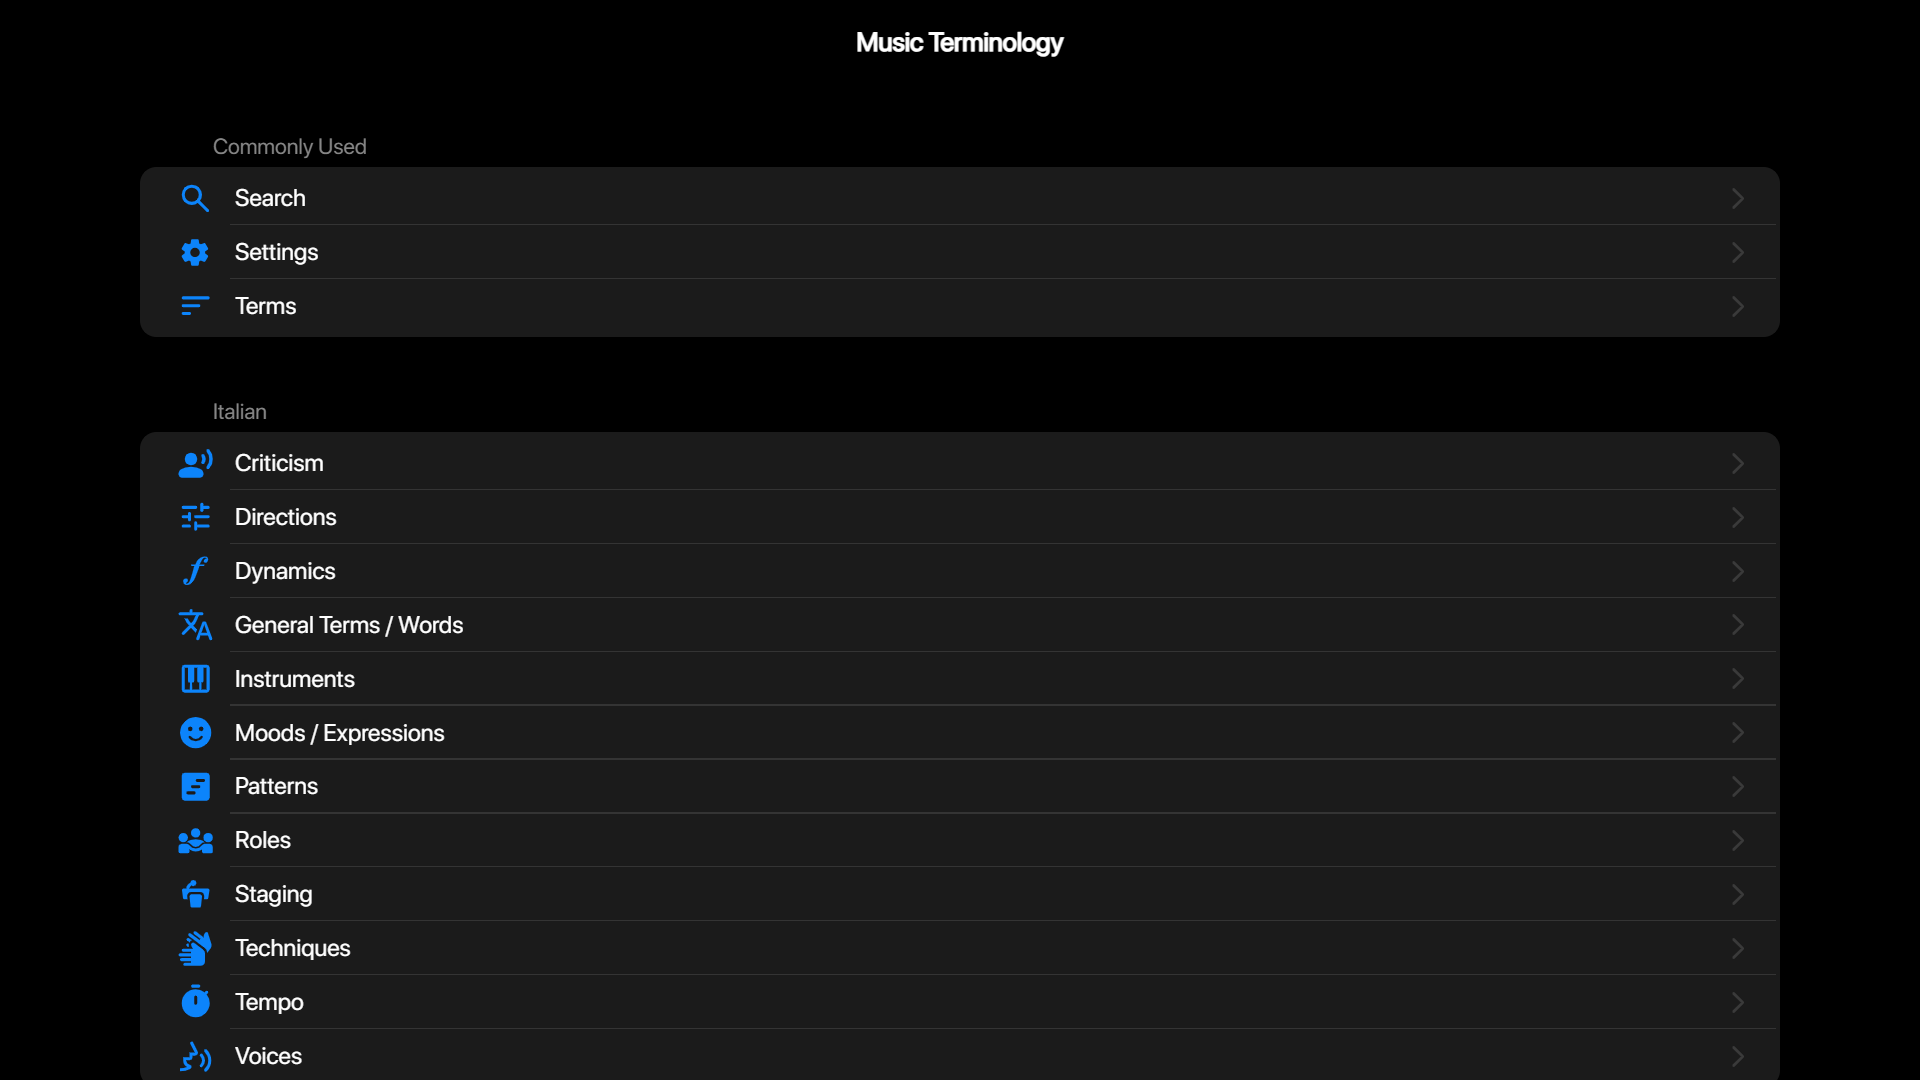 Music Terminology
Commonly Used
Search
Settings
Terms
Italian
Criticism
Directions
Dynamics
General Terms / Words
Instruments
Moods / Expressions
Patterns
Roles
Staging
Techniques
Tempo
Voices